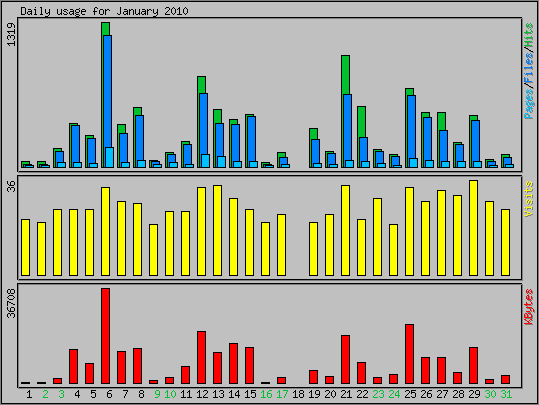 Daily usage for January 2010
1319
Pages/Files/Hits
36
Visits
36708
KBytes
1 2 3 4 5 6 7 8 9 10 11 12 13 14 15 16 17 18 19 20 21 22 23 24 25 26 27 28 29 30 31